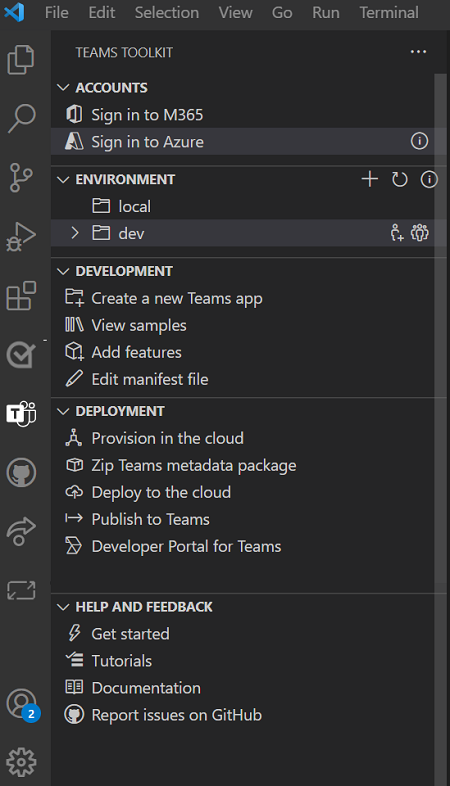 File Edit Selection View Go Run Terminal
TEAMS TOOLKIT
ACCOUNTS
Sign in to M365
Sign in to Azure
ENVIRONMENT
local
dev
DEVELOPMENT
Create a new Teams app
View samples
Add features
Edit manifest file
DEPLOYMENT
Provision in the cloud
Zip Teams metadata package
Deploy to the cloud
Publish to Teams
Developer Portal for Teams
HELP AND FEEDBACK
Get started
Tutorials
Documentation
2
Report issues on GitHub